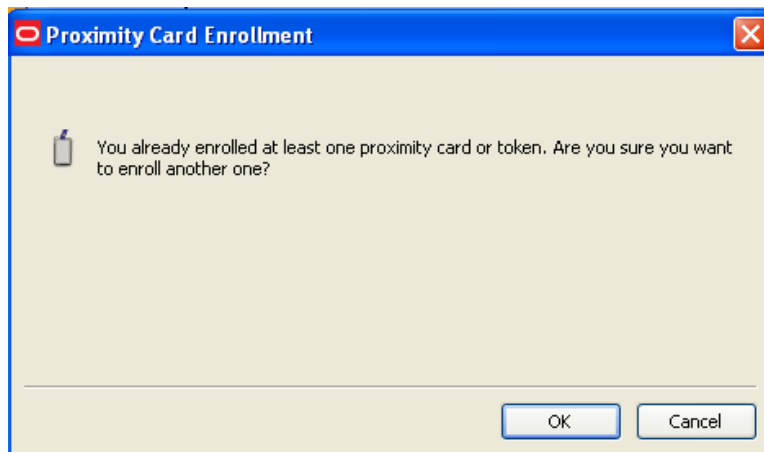 Proximity Card Enrollment
You already enrolled at least one proximity card or token. Are you sure you want
to enroll another one?
OK
Cancel